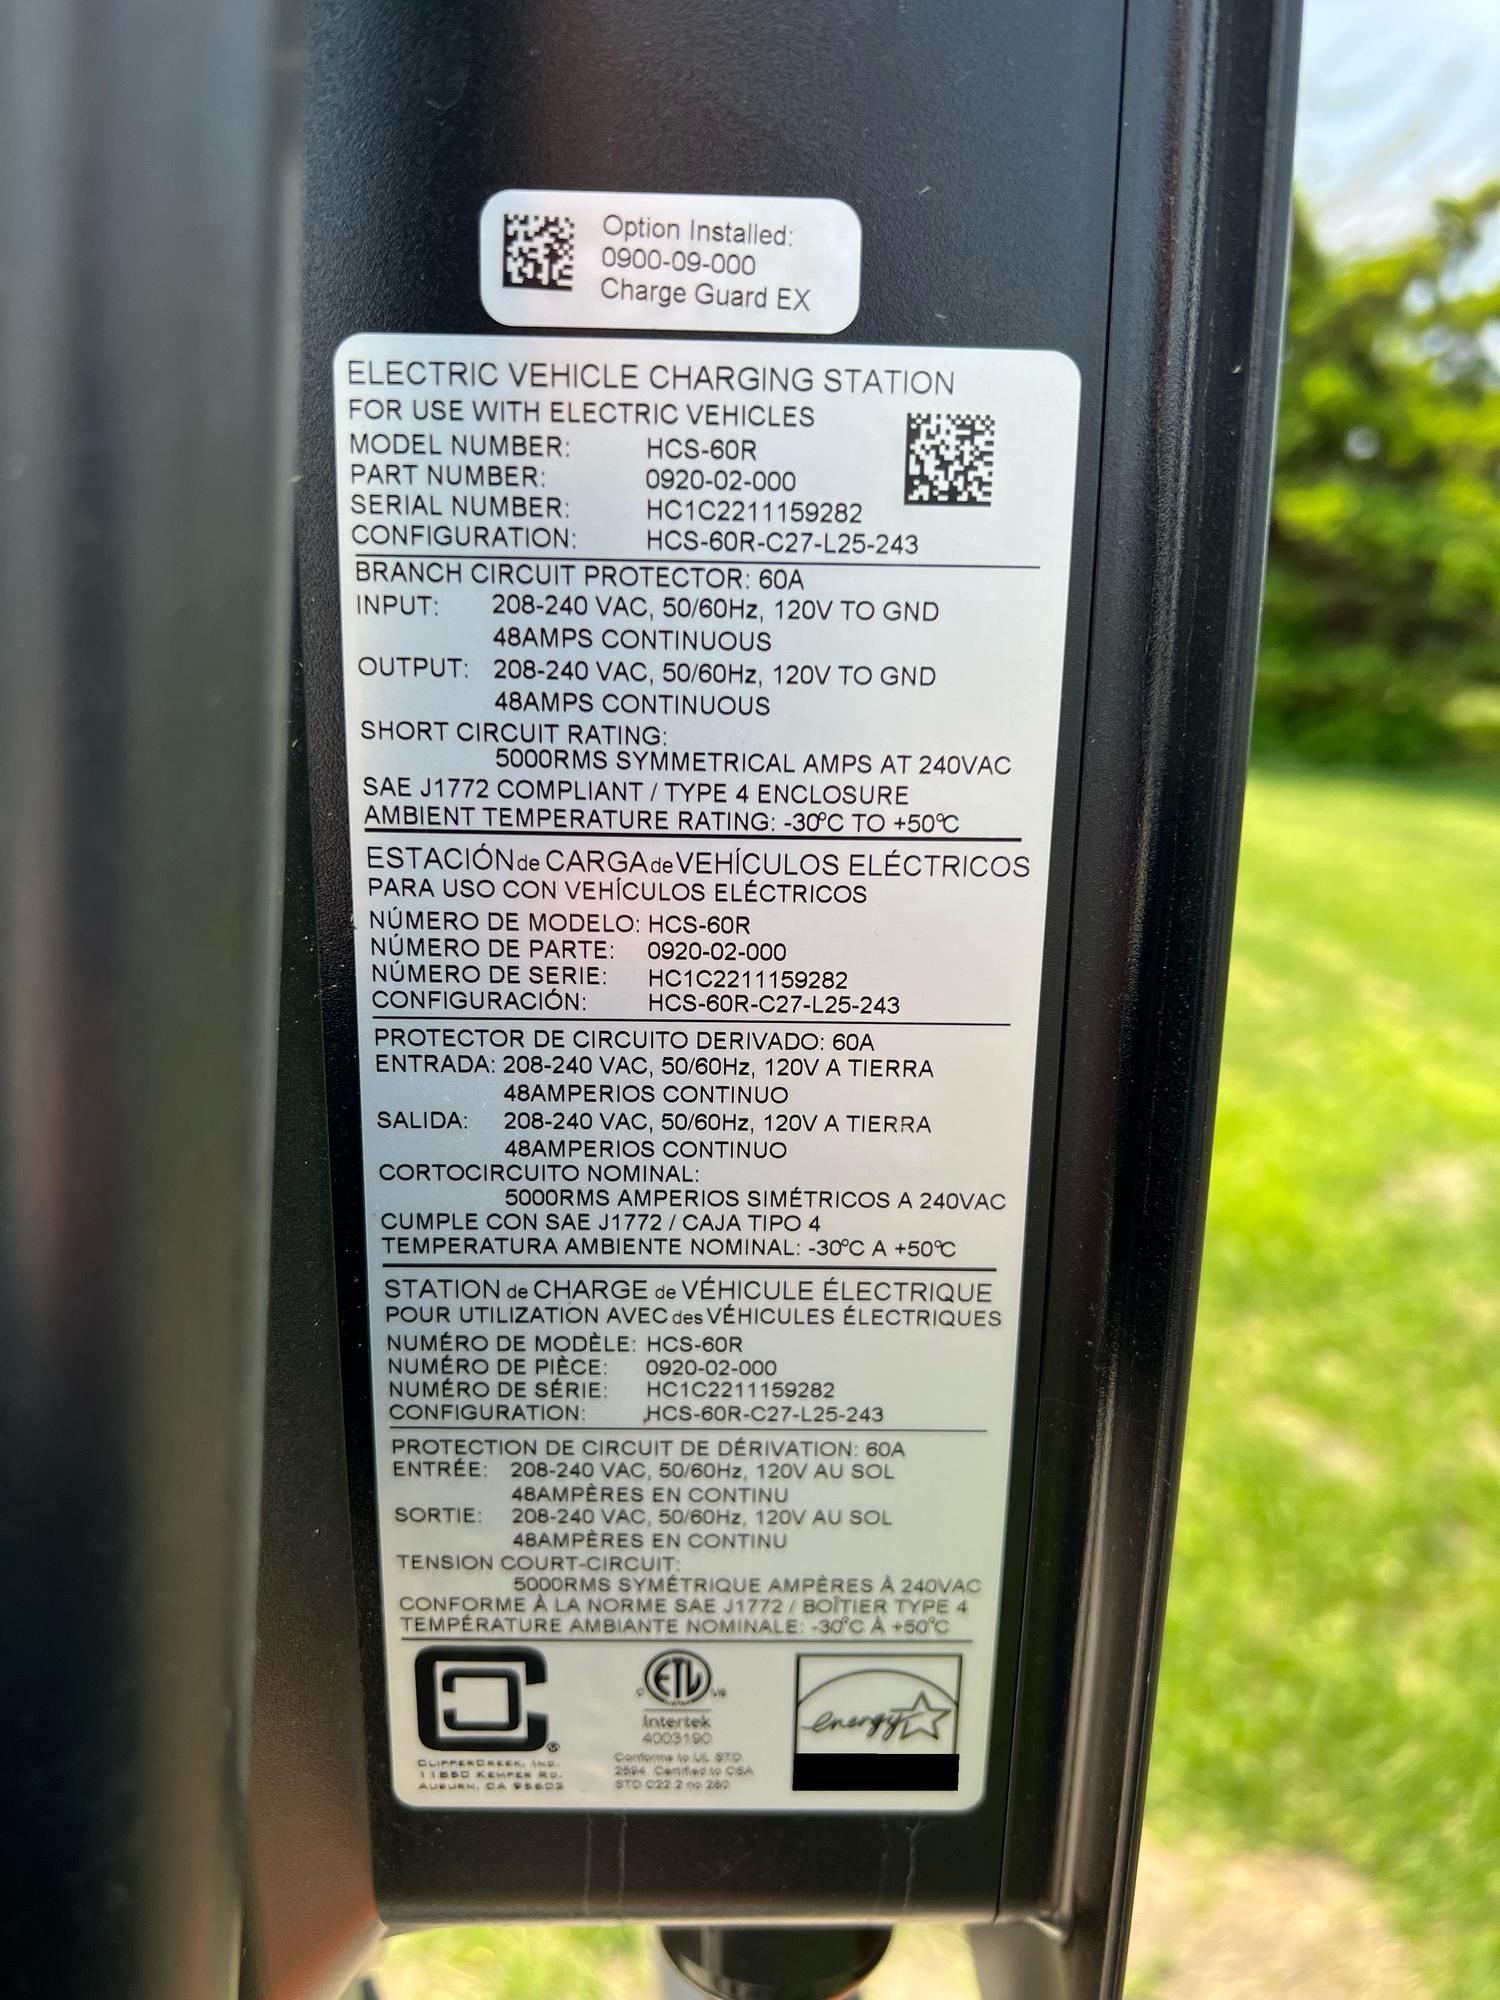 Option Installed:
0900-09-000
Charge Guard EX
ELECTRIC VEHICLE CHARGING STATION
FOR USE WITH ELECTRIC VEHICLES
MODEL NUMBER: HCS-60R
PART NUMBER: 0920-02-000
SERIAL NUMBER: HC1C2211159282
CONFIGURATION: HCS-60R-C27-L25-243
BRANCH CIRCUIT PROTECTOR: 60A
INPUT: 208-240 VAC, 50/60Hz, 120V TO GND
48AMPS CONTINUOUS
OUTPUT: 208-240 VAC, 50/60Hz, 120V TO GND
48AMPS CONTINUOUS
SHORT CIRCUIT RATING:
5000RMS SYMMETRICAL AMPS AT 240VAC
SAE J1772 COMPLIANT / TYPE 4 ENCLOSURE
AMBIENT TEMPERATURE RATING: -30°C TO +50°C
ESTACIÓN de CARGA de VEHÍCULOS ELÉCTRICOS
PARA USO CON VEHÍCULOS ELÉCTRICOS
NÚMERO DE MODELO: HCS-60R
NÚMERO DE PARTE: 0920-02-000
NÚMERO DE SERIE: HC1C2211159282
CONFIGURACIÓN: HCS-60R-C27-L25-243
PROTECTOR DE CIRCUITO DERIVADO: 60A
ENTRADA: 208-240 VAC, 50/60Hz, 120V A TIERRA
48AMPERIOS CONTINUO
SALIDA: 208-240 VAC, 50/60Hz, 120V A TIERRA
48AMPERIOS CONTINUO
CORTOCIRCUITO NOMINAL:
5000RMS AMPERIOS SIMÉTRICOS A 240VAC
CUMPLE CON SAE J1772 / CAJA TIPO 4
TEMPERATURA AMBIENTE NOMINAL: -30°C A +50°C
STATION de CHARGE de VÉHICULE ÉLECTRIQUE
POUR UTILIZATION AVEC des VÉHICULES ÉLECTRIQUES
NUMÉRO DE MODÈLE: HCS-60R
NUMÉRO DE PIÈCE: 0920-02-000
NUMÉRO DE SÉRIE: HC1C2211159282
CONFIGURATION: HCS-60R-C27-L25-243
PROTECTION DE CIRCUIT DE DÉRIVATION: 60A
ENTRÉE: 208-240 VAC, 50/60Hz, 120V AU SOL
48AMPÈRES EN CONTINU
SORTIE: 208-240 VAC, 50/60Hz, 120V AU SOL
48AMPÈRES EN CONTINU
TENSION COURT-CIRCUIT:
5000RMS SYMÉTRIQUE AMPÈRES À 240VAC
CONFORME À LA NORME SAE J1772 / BOÎTIER TYPE 4
TEMPÉRATURE AMBIANTE NOMINALE: -30°C À +50°C
CLIPPERCREEK, INC.
11850 KEMPER RD.
AUBURN, CA 95603
C ETL US
Intertek
4003190
Conforms to UL STD
2594. Certified to CSA
STD C22.2 no 280
energy